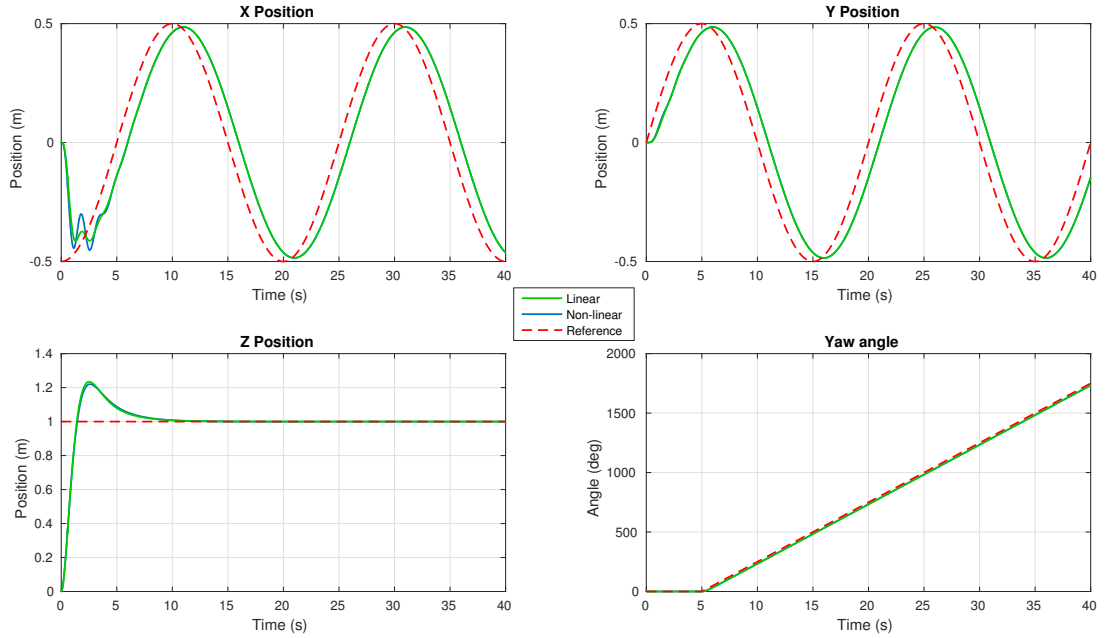 X Position
0.5
0
-0.5
Position (m)
0 5 10 15 20 25 30 35 40
Time (s)
Y Position
0.5
0
-0.5
Position (m)
0 5 10 15 20 25 30 35 40
Time (s)
Linear
Non-linear
Reference
Z Position
1.4
1.2
1
0.8
0.6
0.4
0.2
0
Position (m)
0 5 10 15 20 25 30 35 40
Time (s)
Yaw angle
2000
1500
1000
500
0
Angle (deg)
0 5 10 15 20 25 30 35 40
Time (s)